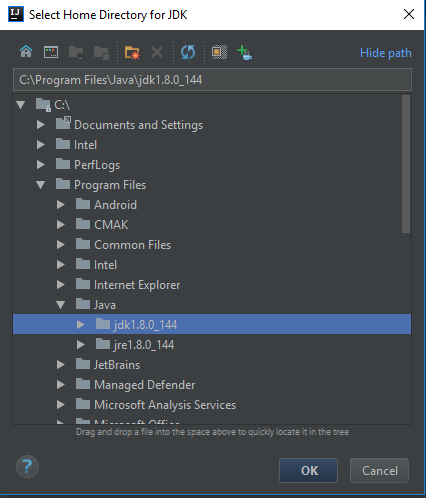 IJ
Select Home Directory for JDK
Hide path
C:\Program Files\Java\jdk1.8.0_144
C:\
Documents and Settings
Intel
PerfLogs
Program Files
Android
CMAK
Common Files
Intel
Internet Explorer
Java
jdk1.8.0_144
jre1.8.0_144
JetBrains
Managed Defender
Microsoft Analysis Services
Microsoft Office
Drag and drop a file into the space above to quickly locate it in the tree
?
OK
Cancel